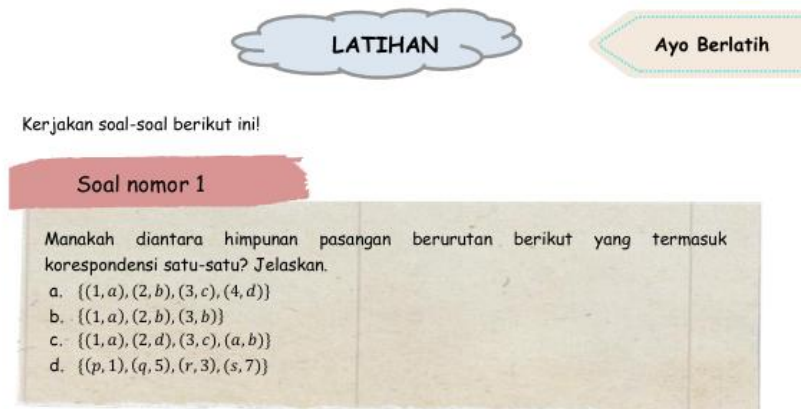 LATIHAN
Ayo Berlatih
Kerjakan soal-soal berikut ini!
Soal nomor 1
Manakah diantara himpunan pasangan berurutan berikut yang termasuk
korespondensi satu-satu? Jelaskan.
a. {(1, a), (2, b), (3, c), (4, d)}
b. {(1, a), (2, b), (3, b)}
c. {(1, a), (2, d), (3, c), (a, b)}
d. {(p, 1), (q, 5), (r, 3), (s, 7)}